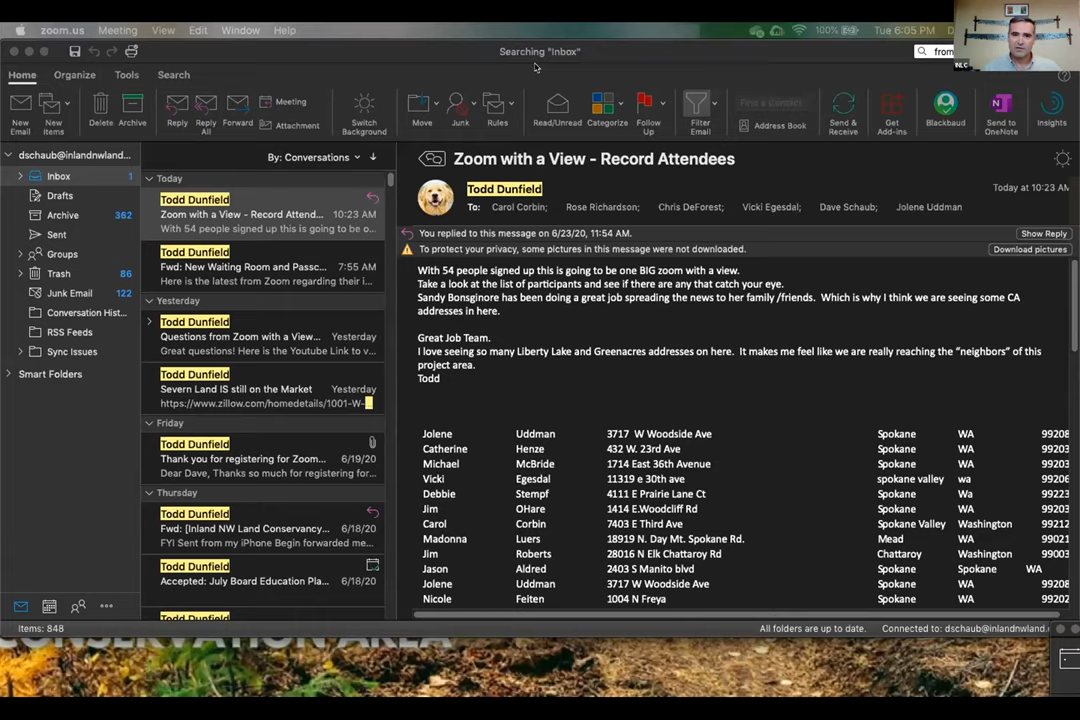 zoom.us Meeting View Edit Window Help 100% Tue 6:05 PM
Searching "Inbox"
from
INLC
Home Organize Tools Search
New Email
New Items
Delete
Archive
Reply
Reply All
Forward
Meeting
Attachment
Switch Background
Move
Junk
Rules
Read/Unread
Categorize
Follow Up
Filter Email
Find a Contact
Address Book
Send & Receive
Get Add-ins
Blackbaud
Send to OneNote
Insights
dschaub@inlandnwland...
Inbox 1
Drafts
Archive 362
Sent
Groups
Trash 86
Junk Email 122
Conversation Hist...
RSS Feeds
Sync Issues
Smart Folders
By: Conversations
Today
Todd Dunfield
Zoom with a View - Record Attend... 10:23 AM
With 54 people signed up this is going to be o...
Todd Dunfield
Fwd: New Waiting Room and Passc... 7:55 AM
Here is the latest from Zoom regarding their i...
Yesterday
Todd Dunfield
Questions from Zoom with a View... Yesterday
Great questions! Here is the Youtube Link to v...
Todd Dunfield
Severn Land IS still on the Market Yesterday
https://www.zillow.com/homedetails/1001-W-...
Friday
Todd Dunfield
Thank you for registering for Zoom... 6/19/20
Dear Dave, Thanks so much for registering for...
Thursday
Todd Dunfield
Fwd: [Inland NW Land Conservancy... 6/18/20
FYI Sent from my iPhone Begin forwarded me...
Todd Dunfield
Accepted: July Board Education Pla... 6/18/20
Todd Dunfield
Zoom with a View - Record Attendees
Todd Dunfield
Today at 10:23 AM
To: Carol Corbin; Rose Richardson; Chris DeForest; Vicki Egesdal; Dave Schaub; Jolene Uddman
You replied to this message on 6/23/20, 11:54 AM. Show Reply
To protect your privacy, some pictures in this message were not downloaded. Download pictures
With 54 people signed up this is going to be one BIG zoom with a view.
Take a look at the list of participants and see if there are any that catch your eye.
Sandy Bonsginore has been doing a great job spreading the news to her family /friends. Which is why I think we are seeing some CA
addresses in here.
Great Job Team.
I love seeing so many Liberty Lake and Greenacres addresses on here. It makes me feel like we are really reaching the "neighbors" of this
project area.
Todd
Jolene Uddman 3717 W Woodside Ave Spokane WA 99208
Catherine Henze 432 W. 23rd Ave Spokane WA 99203
Michael McBride 1714 East 36th Avenue Spokane WA 99203
Vicki Egesdal 11319 e 30th ave spokane valley wa 99206
Debbie Stempf 4111 E Prairie Lane Ct Spokane Wa 99223
Jim OHare 1414 E.Woodcliff Rd Spokane WA 99203
Carol Corbin 7403 E Third Ave Spokane Valley Washington 99212
Madonna Luers 18919 N. Day Mt. Spokane Rd. Mead WA 99021
Jim Roberts 28016 N Elk Chattaroy Rd Chattaroy Washington 99003
Jason Aldred 2403 S Manito blvd Spokane Spokane WA
Jolene Uddman 3717 W Woodside Ave Spokane WA 99208
Nicole Feiten 1004 N Freya Spokane WA 99202
Items: 848 All folders are up to date. Connected to: dschaub@inlandnwland.
CONSERVATION AREA